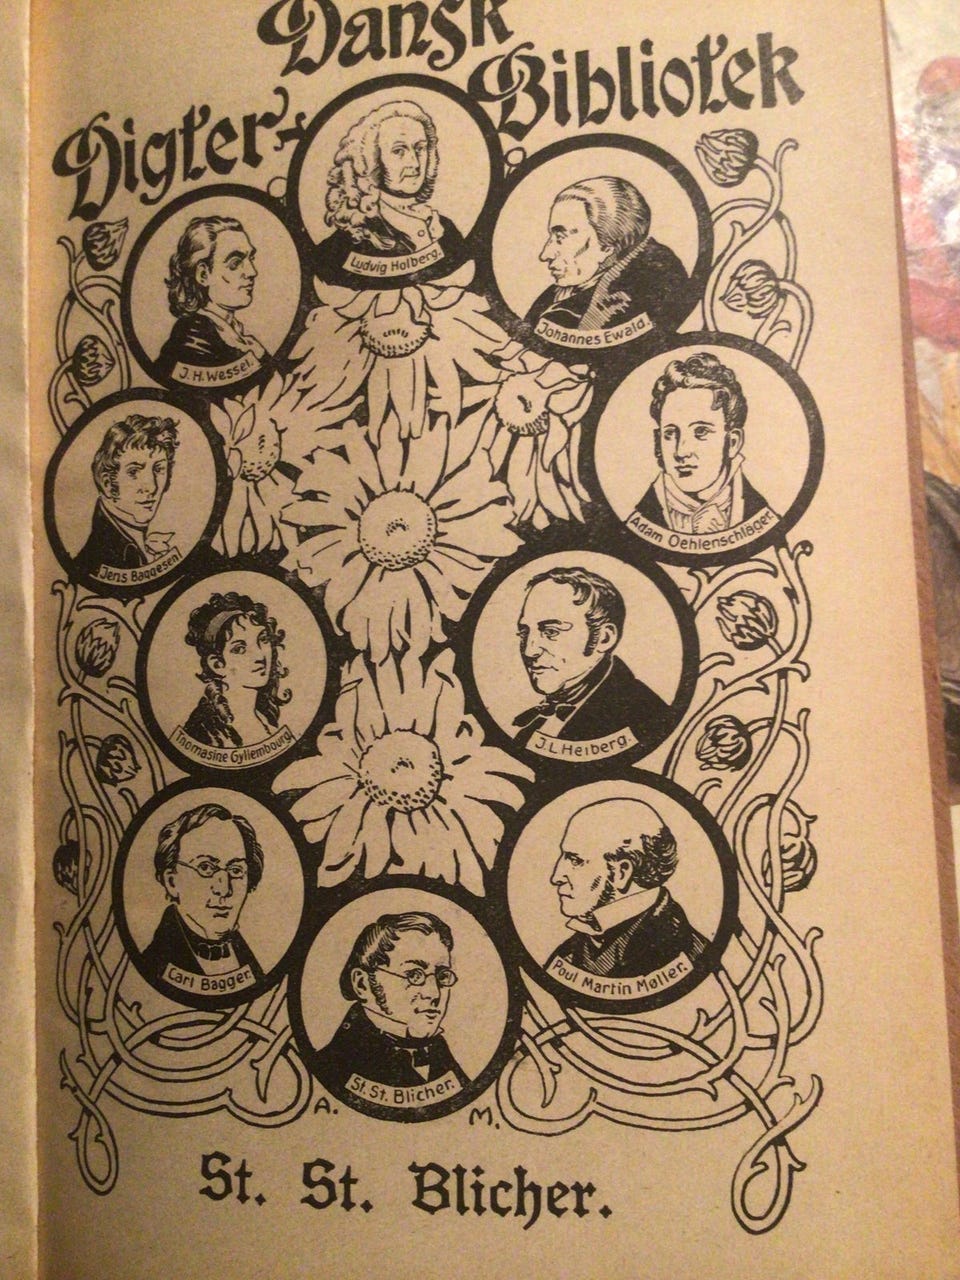 Dansk
Digter-Bibliotek
Ludvig Holberg.
J. H. Wessel.
Johannes Ewald.
Jens Baggesen
Adam Oehlenschläger.
Thomasine Gyllembourg
J. L. Heiberg.
Carl Bagger.
Poul Martin Møller.
St. St. Blicher.
A. M.
St. St. Blicher.